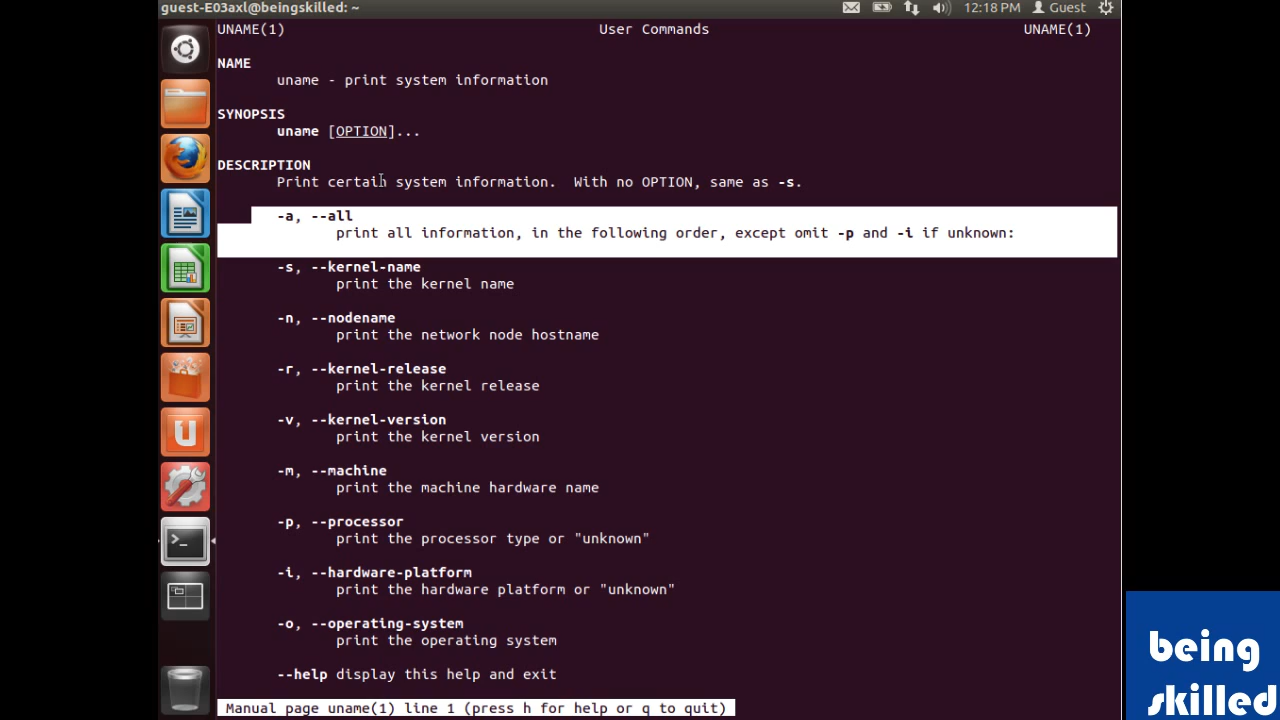 guest-E03axl@beingskilled: ~ 12:18 PM Guest
UNAME(1) User Commands UNAME(1)
NAME
uname - print system information
SYNOPSIS
uname [OPTION]...
DESCRIPTION
Print certain system information. With no OPTION, same as -s.
-a, --all
print all information, in the following order, except omit -p and -i if unknown:
-s, --kernel-name
print the kernel name
-n, --nodename
print the network node hostname
-r, --kernel-release
print the kernel release
-v, --kernel-version
print the kernel version
-m, --machine
print the machine hardware name
-p, --processor
print the processor type or "unknown"
-i, --hardware-platform
print the hardware platform or "unknown"
-o, --operating-system
print the operating system
--help display this help and exit
Manual page uname(1) line 1 (press h for help or q to quit)
being
skilled